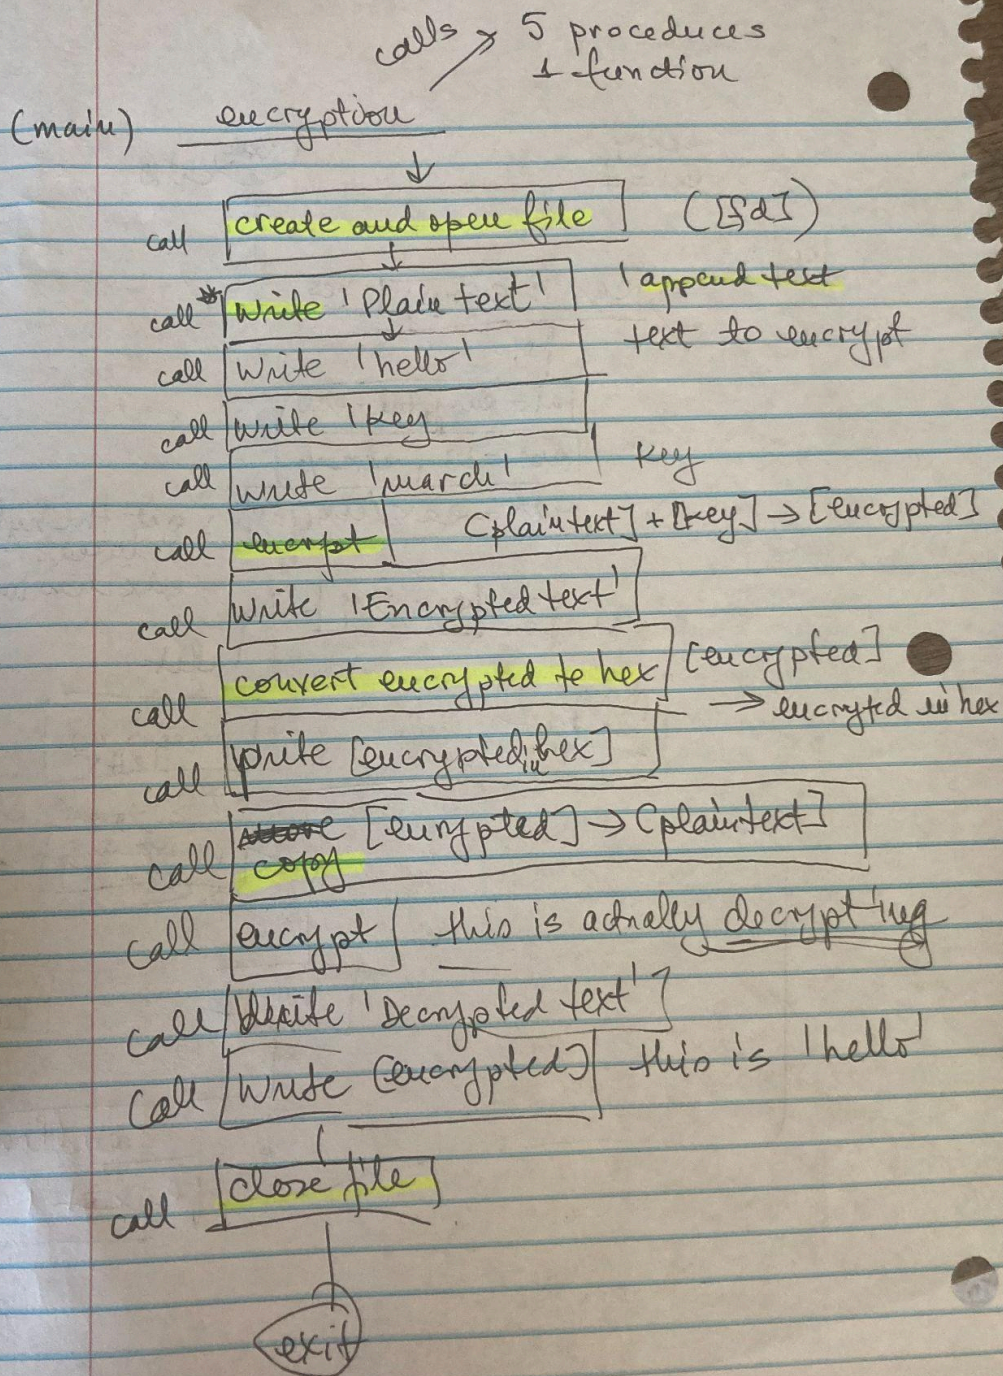 calls → 5 procedures
1 function
(main) encryption
call create and open file ([fd])
call * write 'Plain text' 'append text
call write 'hello' text to encrypt
call write 'key
call write 'march' key
call encrypt [plaintext] + [key] → [encrypted]
call write 'Encrypted text'
call convert encrypted to hex [encrypted]
→ encryted in hex
call write [encrypted in hex]
call copy [encrypted] → [plaintext]
call encrypt this is actually decrypting
call write 'Decrypted text'
call write [encrypted] this is 'hello'
call close file
exit